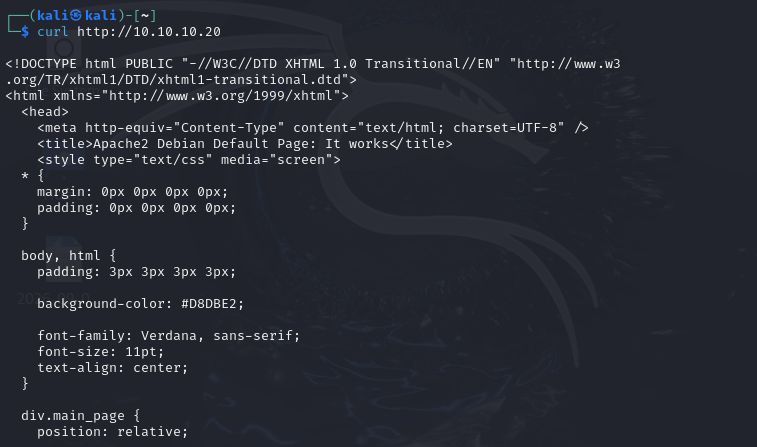 ┌──(kali㉿kali)-[~]
└─$ curl http://10.10.10.20
<!DOCTYPE html PUBLIC "-//W3C//DTD XHTML 1.0 Transitional//EN" "http://www.w3
.org/TR/xhtml1/DTD/xhtml1-transitional.dtd">
<html xmlns="http://www.w3.org/1999/xhtml">
  <head>
    <meta http-equiv="Content-Type" content="text/html; charset=UTF-8" />
    <title>Apache2 Debian Default Page: It works</title>
    <style type="text/css" media="screen">
  * {
    margin: 0px 0px 0px 0px;
    padding: 0px 0px 0px 0px;
  }
  body, html {
    padding: 3px 3px 3px 3px;
    background-color: #D8DBE2;
    font-family: Verdana, sans-serif;
    font-size: 11pt;
    text-align: center;
  }
  div.main_page {
    position: relative;